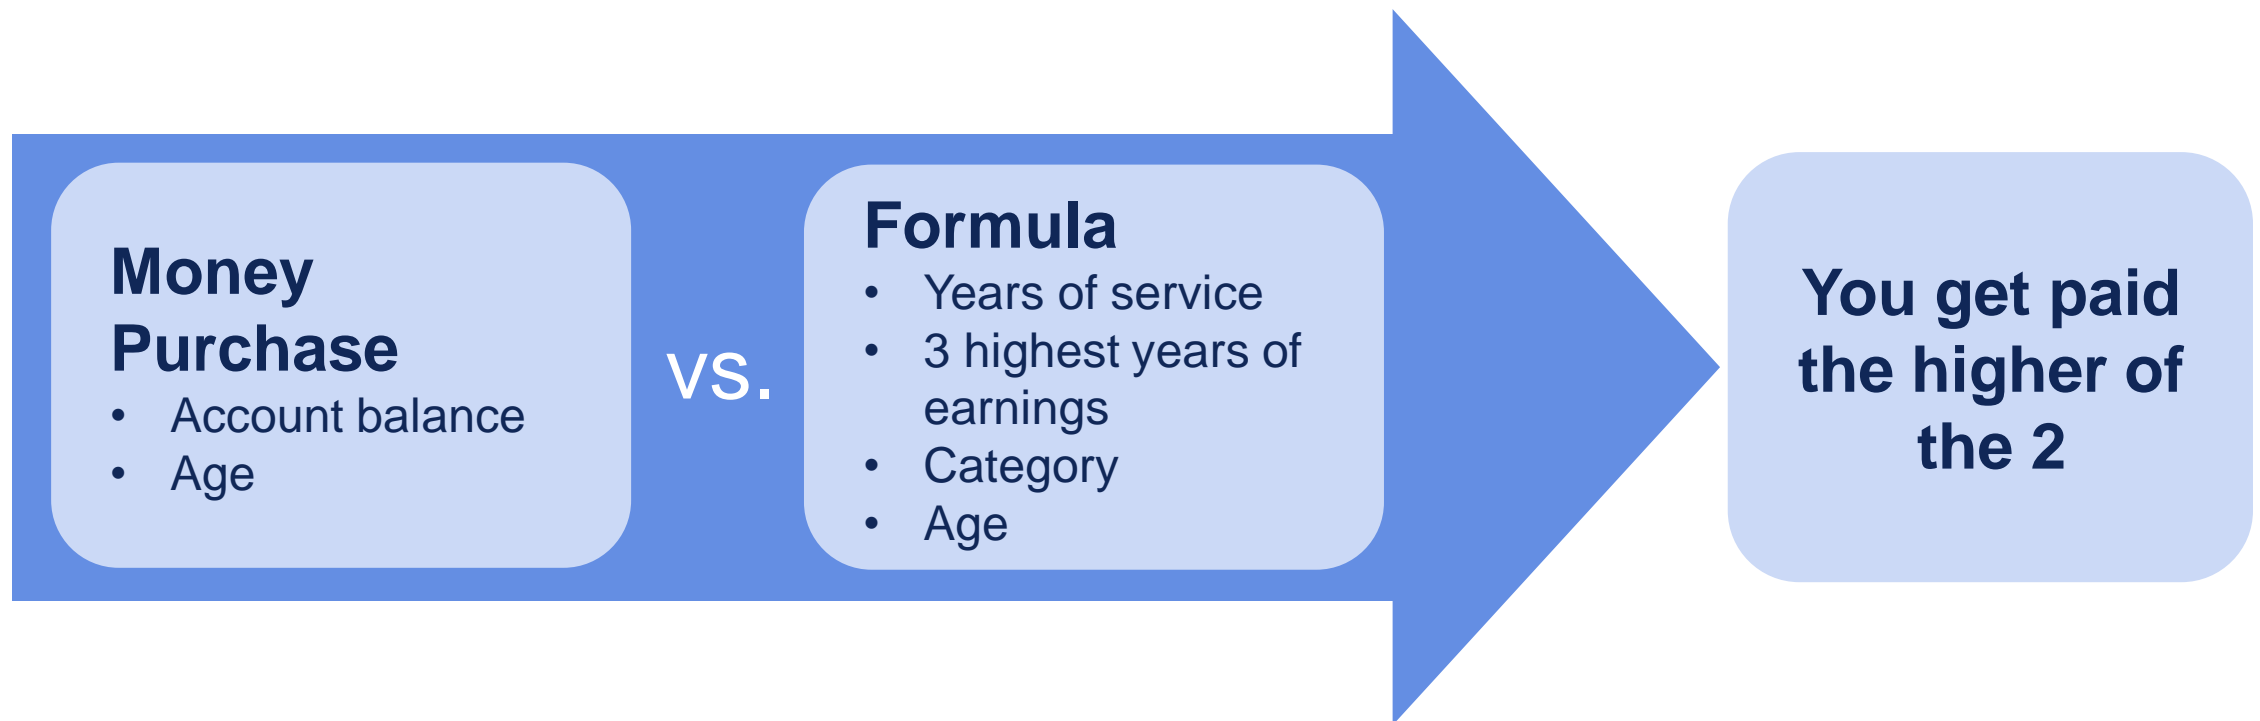 Money
Purchase
• Account balance
• Age
vs.
Formula
• Years of service
• 3 highest years of
earnings
• Category
• Age
You get paid
the higher of
the 2